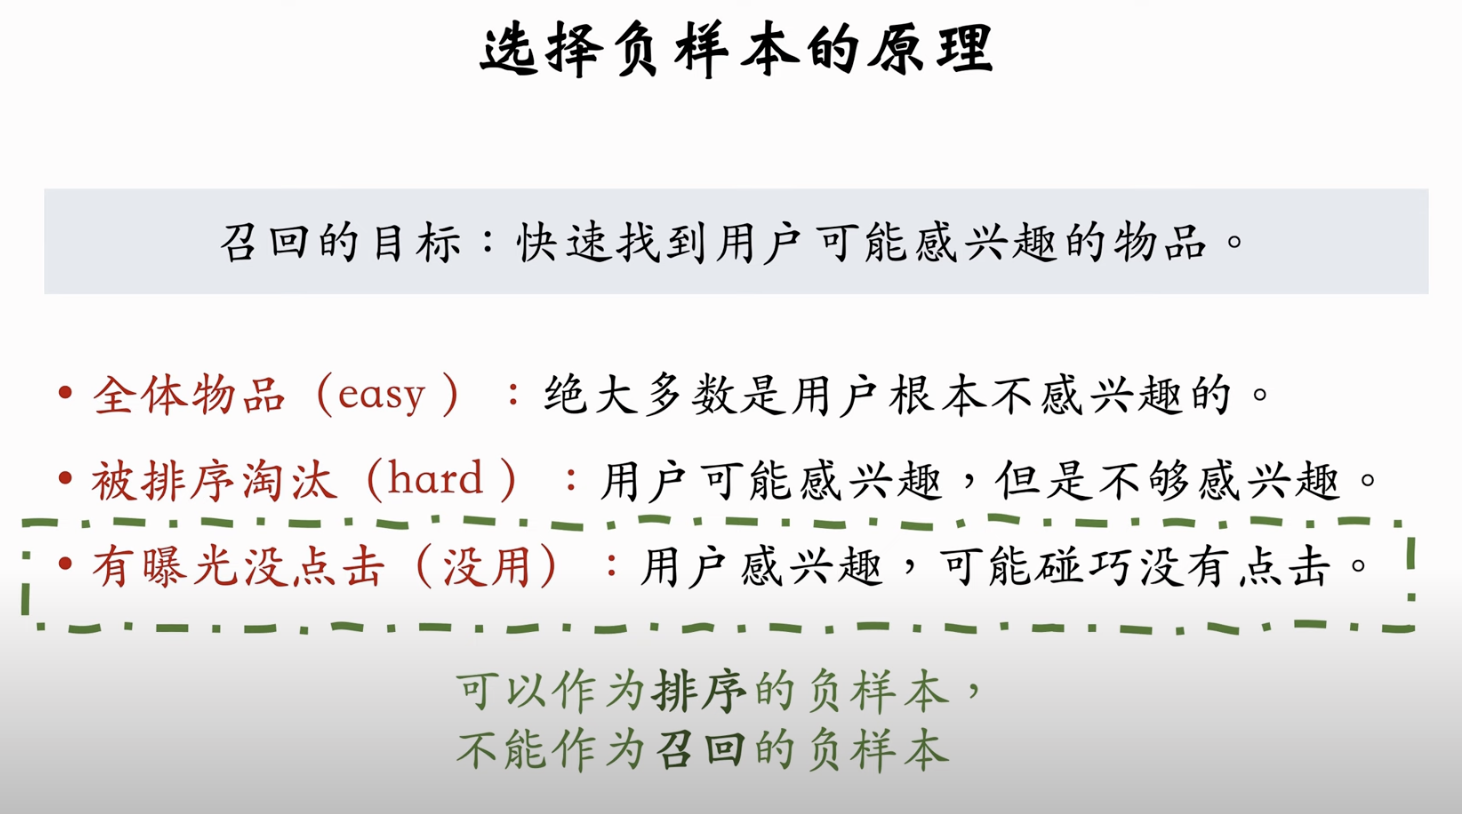 选择负样本的原理
召回的目标：快速找到用户可能感兴趣的物品。
• 全体物品（easy ）：绝大多数是用户根本不感兴趣的。
• 被排序淘汰（hard ）：用户可能感兴趣，但是不够感兴趣。
• 有曝光没点击（没用）：用户感兴趣，可能碰巧没有点击。
可以作为排序的负样本，
不能作为召回的负样本